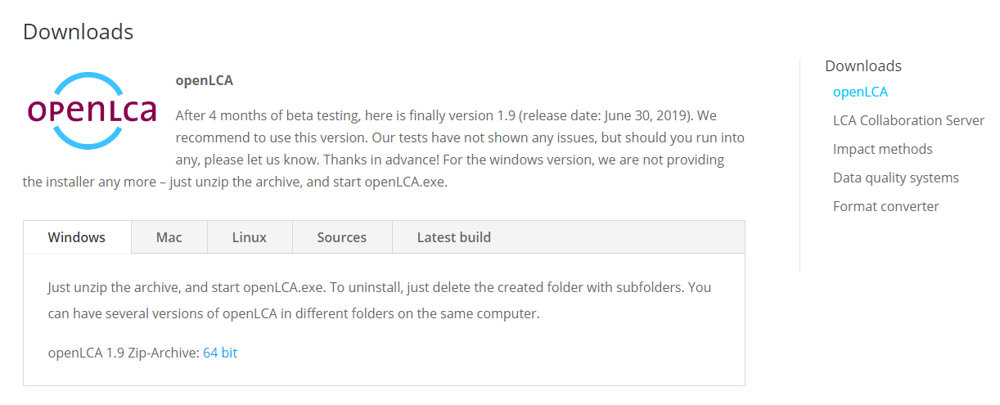 Downloads
openLCA
openLCA
After 4 months of beta testing, here is finally version 1.9 (release date: June 30, 2019). We
recommend to use this version. Our tests have not shown any issues, but should you run into
any, please let us know. Thanks in advance! For the windows version, we are not providing
the installer any more – just unzip the archive, and start openLCA.exe.
Windows Mac Linux Sources Latest build
Just unzip the archive, and start openLCA.exe. To uninstall, just delete the created folder with subfolders. You
can have several versions of openLCA in different folders on the same computer.
openLCA 1.9 Zip-Archive: 64 bit
Downloads
openLCA
LCA Collaboration Server
Impact methods
Data quality systems
Format converter